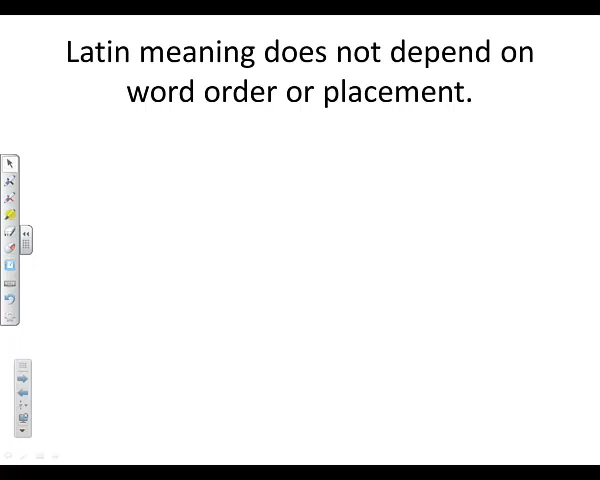 Latin meaning does not depend on
word order or placement.